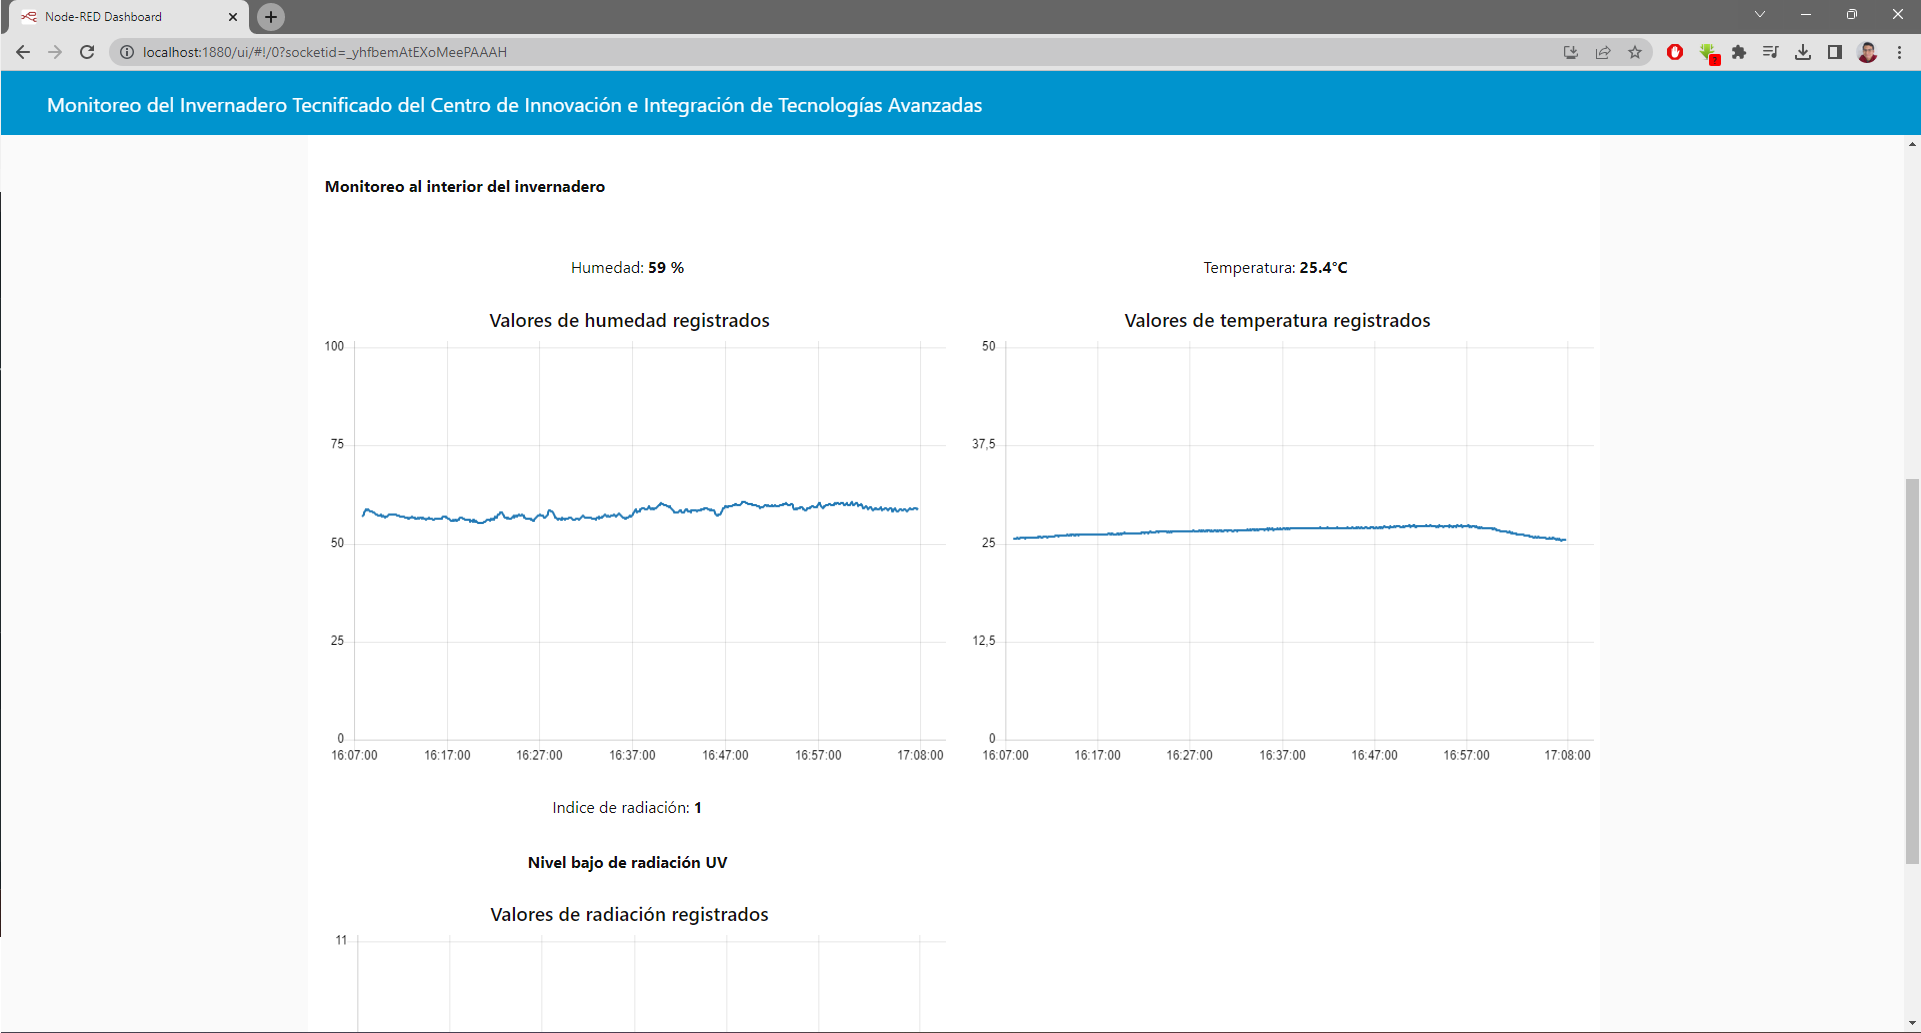 Node-RED Dashboard
localhost:1880/ui/#!/0?socketid=_yhfbemAtEXoMeePAAAH
Monitoreo del Invernadero Tecnificado del Centro de Innovación e Integración de Tecnologías Avanzadas
Monitoreo al interior del invernadero
Humedad: 59 %
Temperatura: 25.4°C
Valores de humedad registrados
100
75
50
25
0
16:07:00 16:17:00 16:27:00 16:37:00 16:47:00 16:57:00 17:08:00
Valores de temperatura registrados
50
37,5
25
12,5
0
16:07:00 16:17:00 16:27:00 16:37:00 16:47:00 16:57:00 17:08:00
Indice de radiación: 1
Nivel bajo de radiación UV
Valores de radiación registrados
11